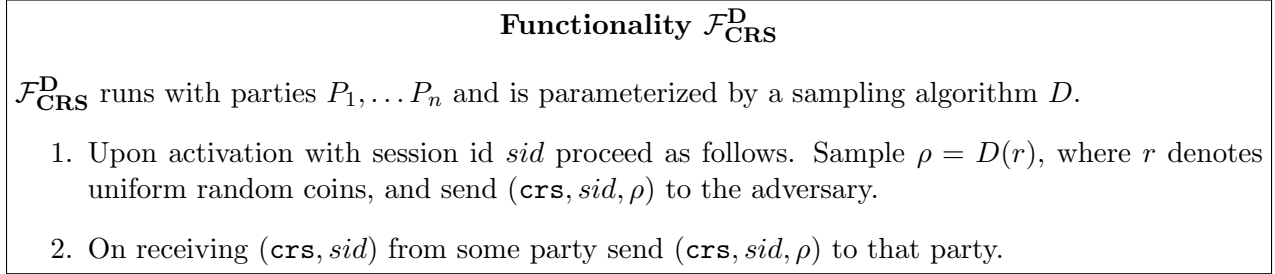 Functionality $\mathcal{F}_{\mathbf{CRS}}^{\mathbf{D}}$
$\mathcal{F}_{\mathbf{CRS}}^{\mathbf{D}}$ runs with parties $P_1, \ldots P_n$ and is parameterized by a sampling algorithm $D$.
1. Upon activation with session id $sid$ proceed as follows. Sample $\rho = D(r)$, where $r$ denotes
uniform random coins, and send $(\mathtt{crs}, sid, \rho)$ to the adversary.
2. On receiving $(\mathtt{crs}, sid)$ from some party send $(\mathtt{crs}, sid, \rho)$ to that party.